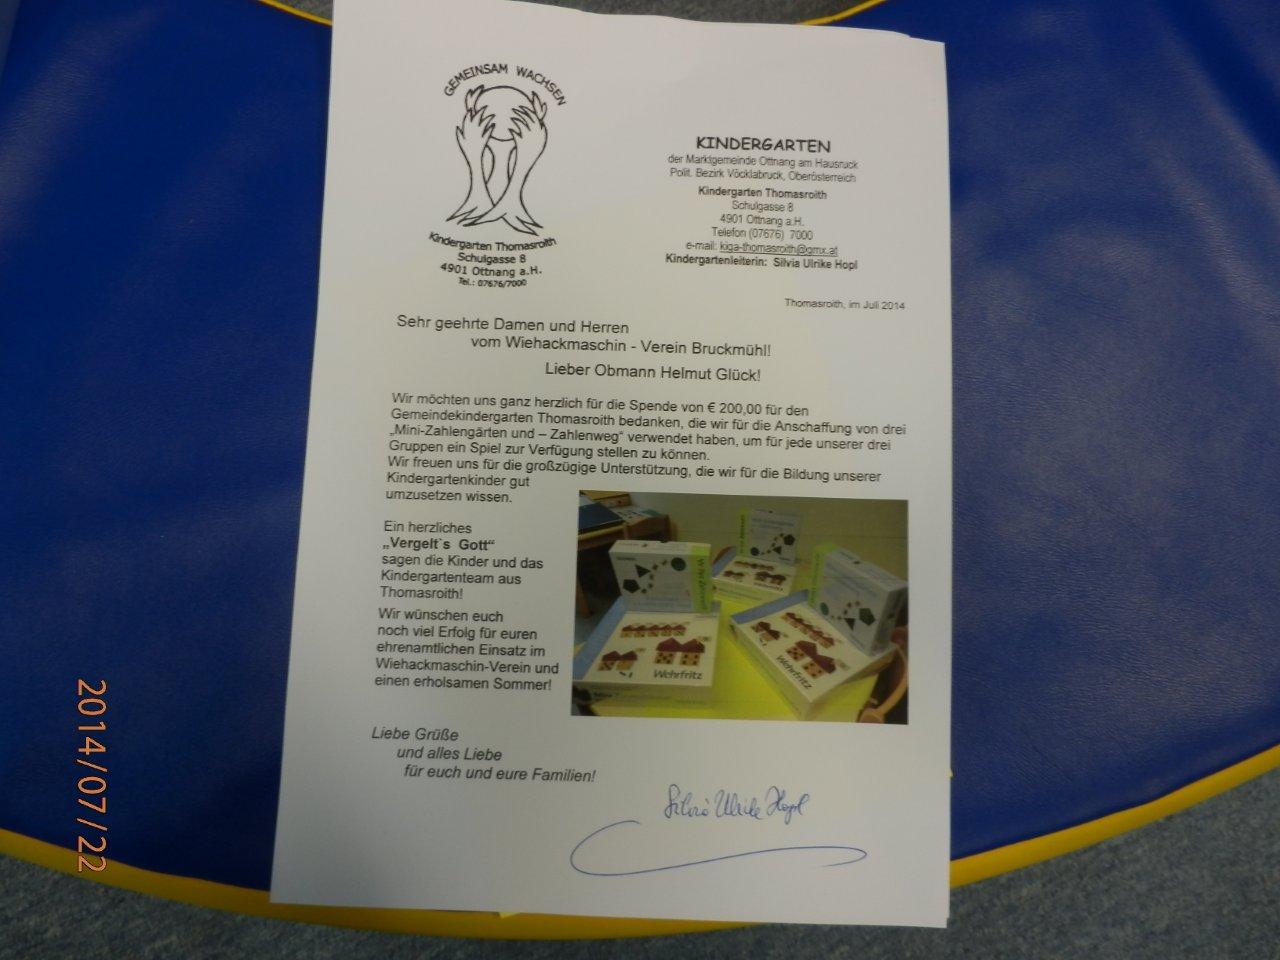 GEMEINSAM WACHSEN
Kindergarten Thomasroith
Schulgasse 8
4901 Ottnang a.H.
Tel.: 07676/7000
KINDERGARTEN
der Marktgemeinde Ottnang am Hausruck
Polit. Bezirk Vöcklabruck, Oberösterreich
Kindergarten Thomasroith
Schulgasse 8
4901 Ottnang a.H.
Telefon (07676) 7000
e-mail: kiga-thomasroith@gmx.at
Kindergartenleiterin: Silvia Ulrike Hopl
Thomasroith, im Juli 2014
Sehr geehrte Damen und Herren
vom Wiehackmaschin - Verein Bruckmühl!
Lieber Obmann Helmut Glück!
Wir möchten uns ganz herzlich für die Spende von € 200,00 für den
Gemeindekindergarten Thomasroith bedanken, die wir für die Anschaffung von drei
„Mini-Zahlengärten und – Zahlenweg“ verwendet haben, um für jede unserer drei
Gruppen ein Spiel zur Verfügung stellen zu können.
Wir freuen uns für die großzügige Unterstützung, die wir für die Bildung unserer
Kindergartenkinder gut
umzusetzen wissen.
Ein herzliches
„Vergelt`s Gott“
sagen die Kinder und das
Kindergartenteam aus
Thomasroith!
Wir wünschen euch
noch viel Erfolg für euren
ehrenamtlichen Einsatz im
Wiehackmaschin-Verein und
einen erholsamen Sommer!
Wehrfritz
Wehrfritz
Liebe Grüße
und alles Liebe
für euch und eure Familien!
Silvia Ulrike Hopl
2014/07/22